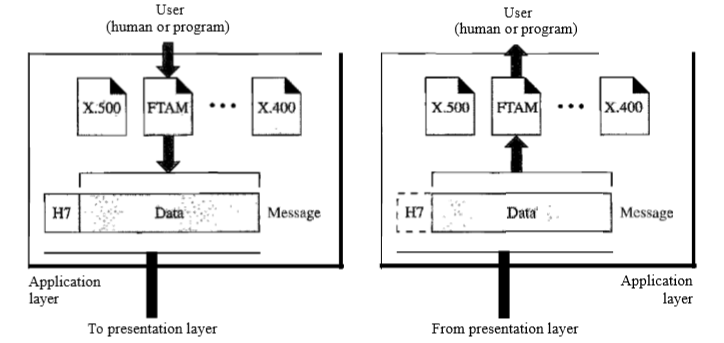 User
(human or program)
X.500
FTAM
X.400
H7
Data
Message
Application
layer
To presentation layer
User
(human or program)
X.500
FTAM
X.400
H7
Data
Message
Application
layer
From presentation layer